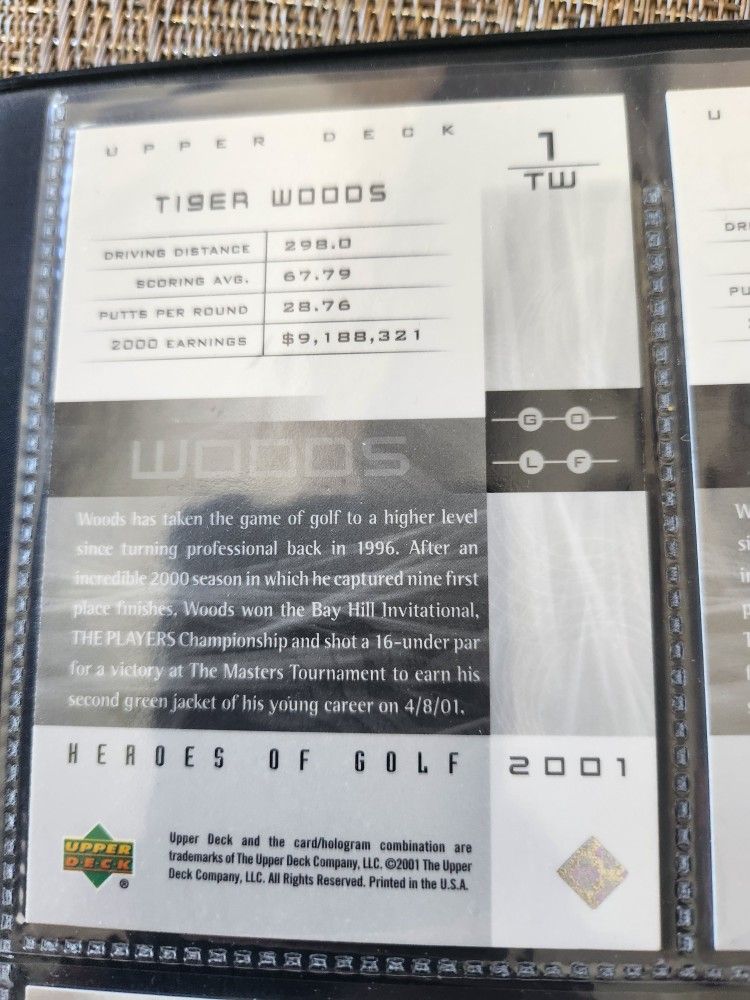 UPPER DECK
1
TW
TIGER WOODS
DRIVING DISTANCE 298.0
SCORING AVG. 67.79
PUTTS PER ROUND 28.76
2000 EARNINGS $9,188,321
WOODS
G O
L F
Woods has taken the game of golf to a higher level
since turning professional back in 1996. After an
incredible 2000 season in which he captured nine first
place finishes, Woods won the Bay Hill Invitational,
THE PLAYERS Championship and shot a 16-under par
for a victory at The Masters Tournament to earn his
second green jacket of his young career on 4/8/01.
HEROES OF GOLF 2001
UPPER
DECK
®
Upper Deck and the card/hologram combination are
trademarks of The Upper Deck Company, LLC. ©2001 The Upper
Deck Company, LLC. All Rights Reserved. Printed in the U.S.A.
U
DRI
PU
W
si
in